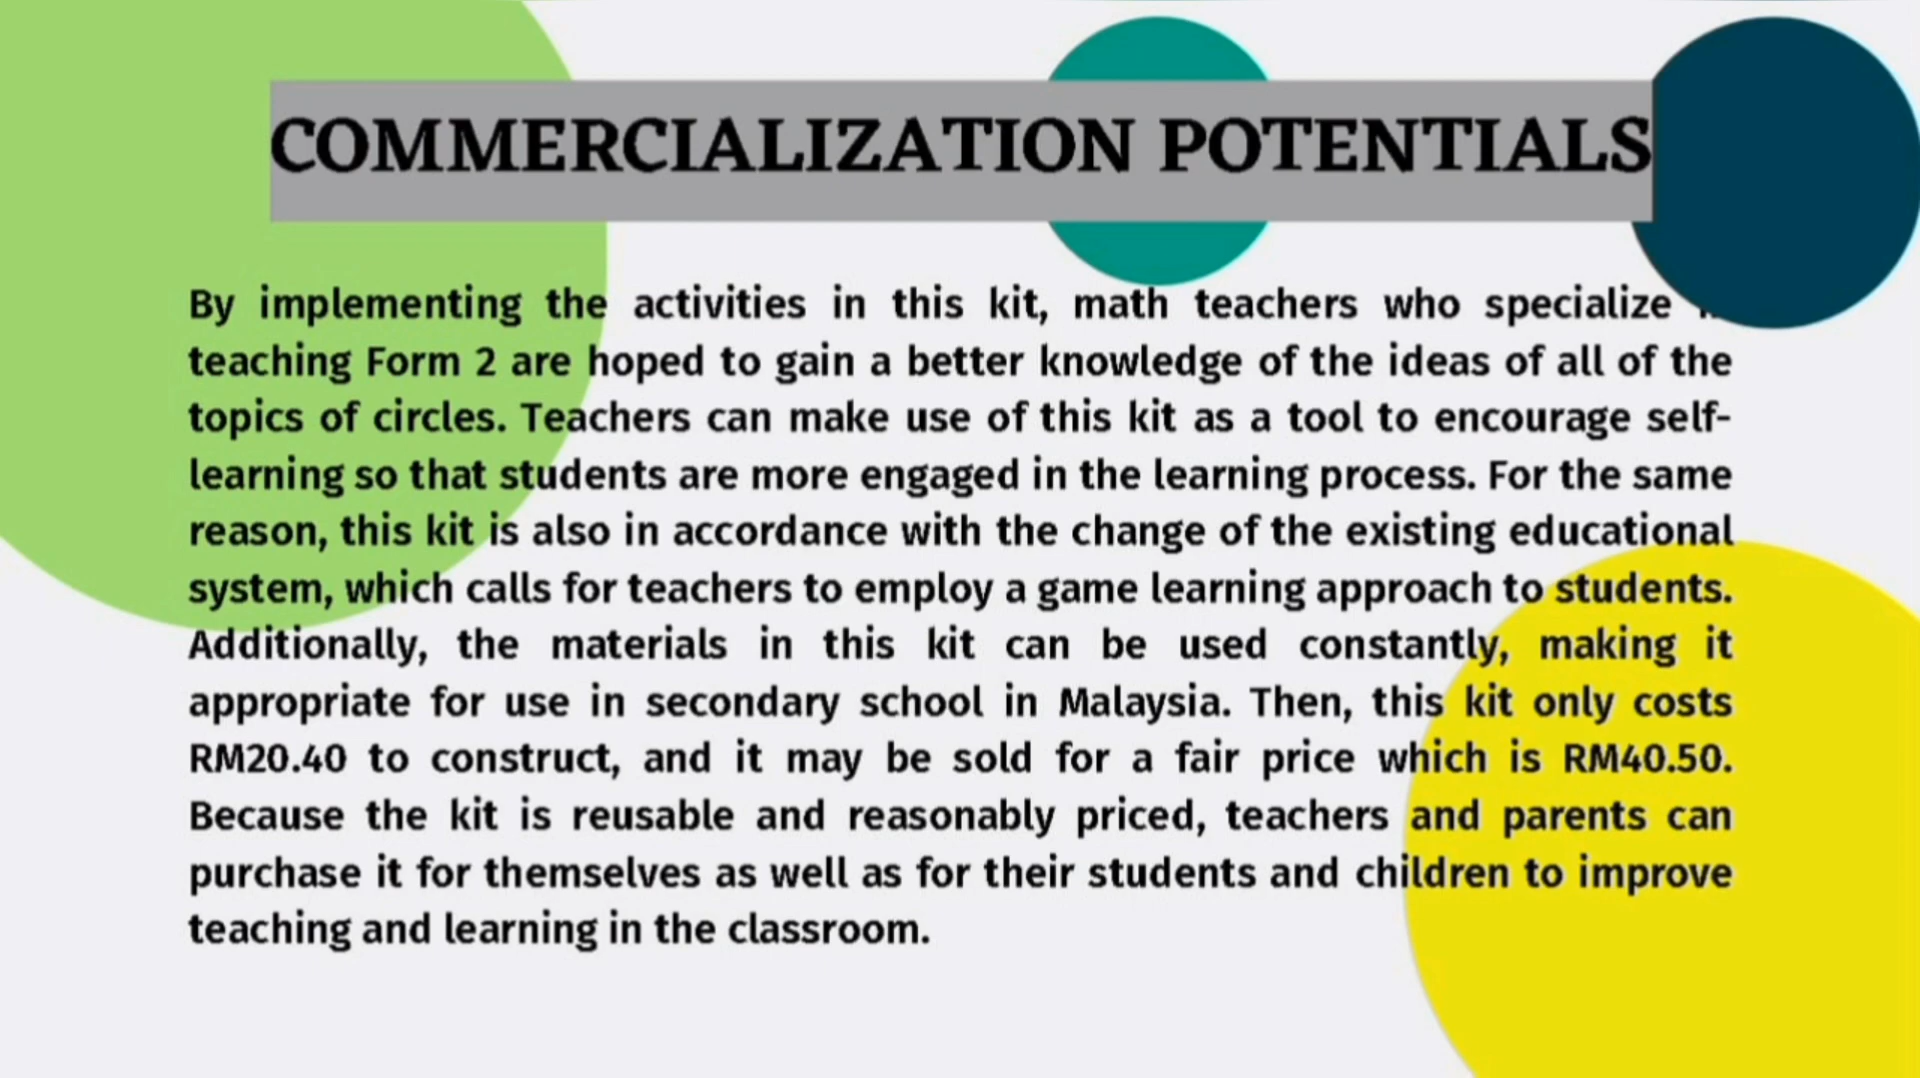 COMMERCIALIZATION POTENTIALS
By implementing the activities in this kit, math teachers who specialize
teaching Form 2 are hoped to gain a better knowledge of the ideas of all of the
topics of circles. Teachers can make use of this kit as a tool to encourage self-
learning so that students are more engaged in the learning process. For the same
reason, this kit is also in accordance with the change of the existing educational
system, which calls for teachers to employ a game learning approach to students.
Additionally, the materials in this kit can be used constantly, making it
appropriate for use in secondary school in Malaysia. Then, this kit only costs
RM20.40 to construct, and it may be sold for a fair price which is RM40.50.
Because the kit is reusable and reasonably priced, teachers and parents can
purchase it for themselves as well as for their students and children to improve
teaching and learning in the classroom.